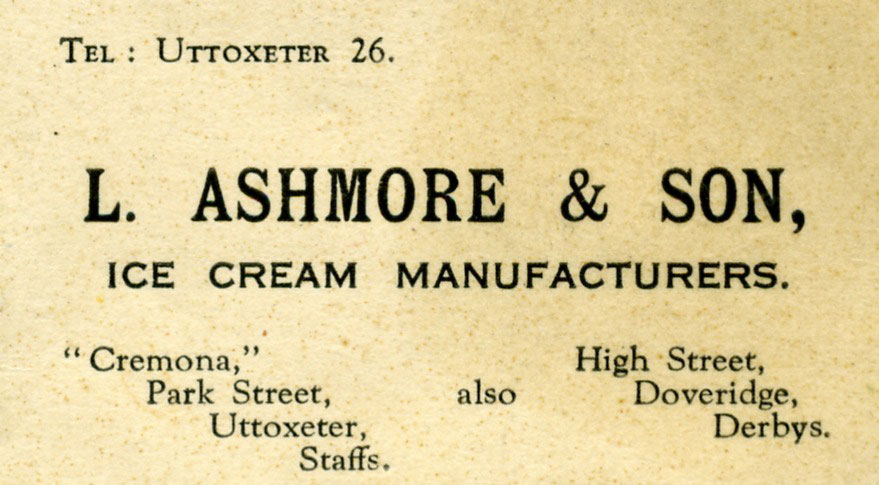 Tel : Uttoxeter 26.
L. ASHMORE & SON,
ICE CREAM MANUFACTURERS.
“Cremona,”
Park Street,
Uttoxeter,
Staffs.
also
High Street,
Doveridge,
Derbys.